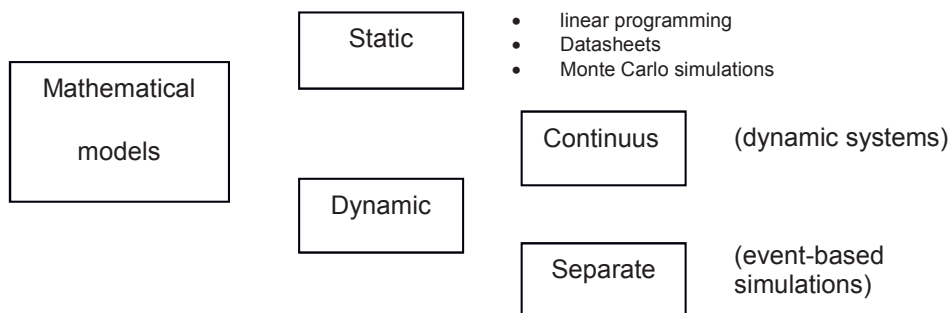 Mathematical
models
Static
• linear programming
• Datasheets
• Monte Carlo simulations
Dynamic
Continuus
(dynamic systems)
Separate
(event-based
simulations)